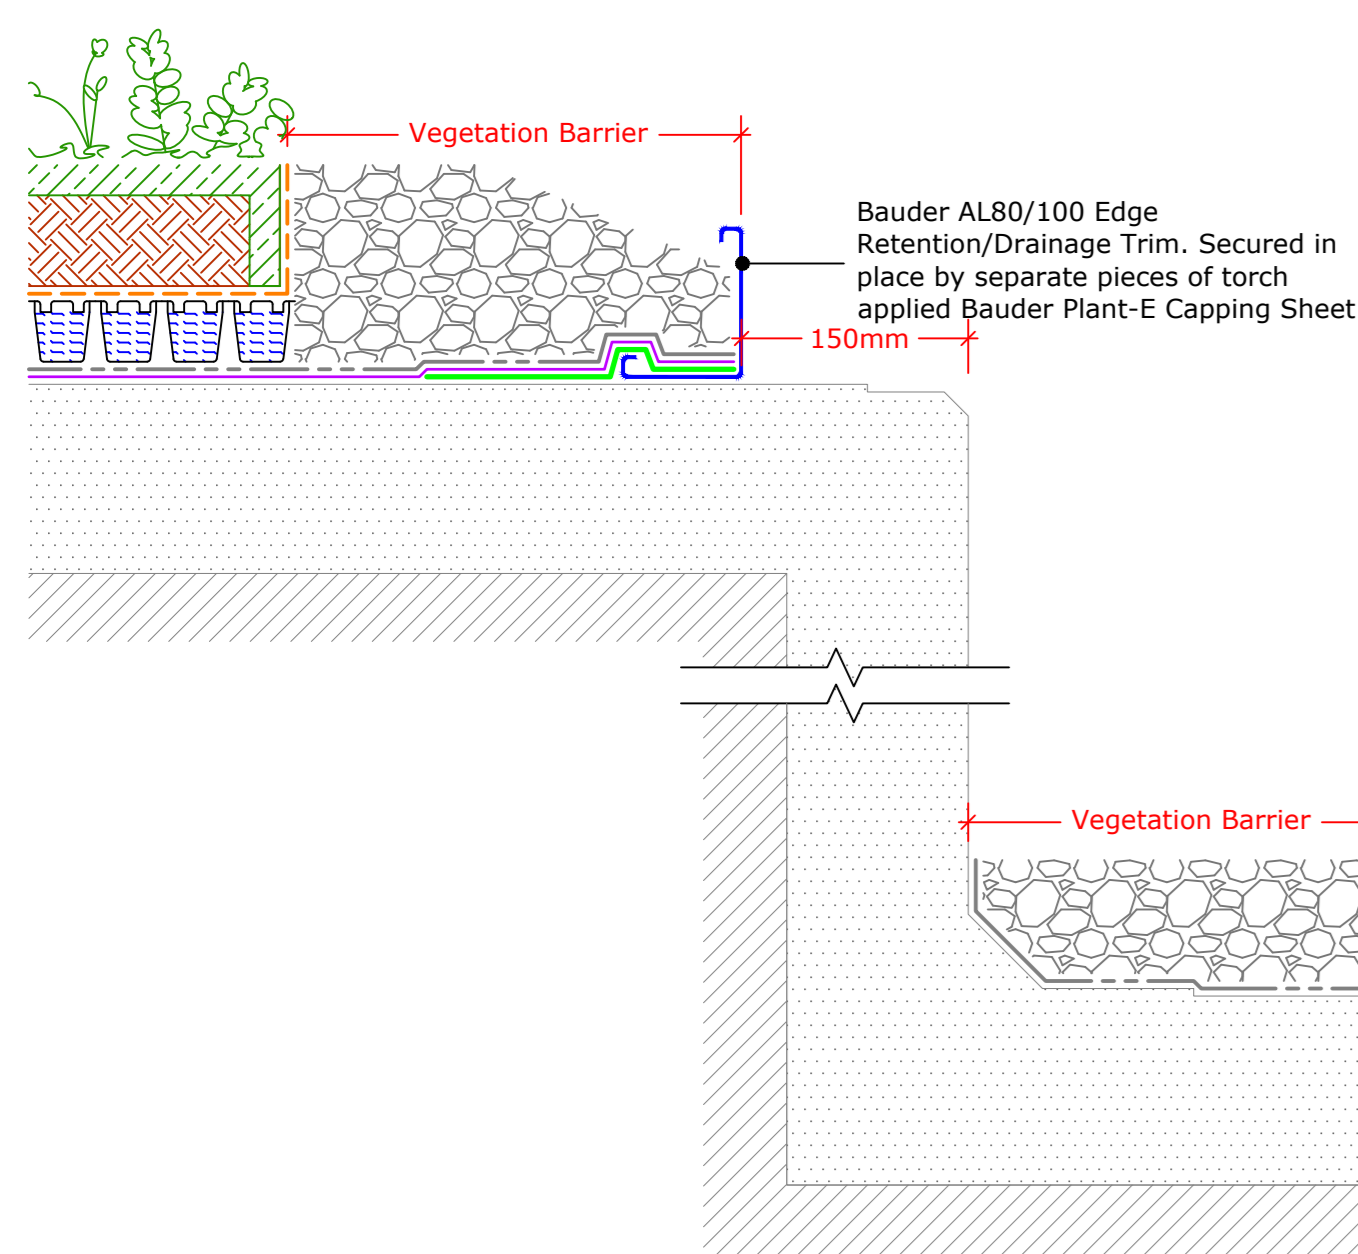 Vegetation Barrier
Bauder AL80/100 Edge
Retention/Drainage Trim. Secured in
place by separate pieces of torch
applied Bauder Plant-E Capping Sheet
150mm
Vegetation Barrier